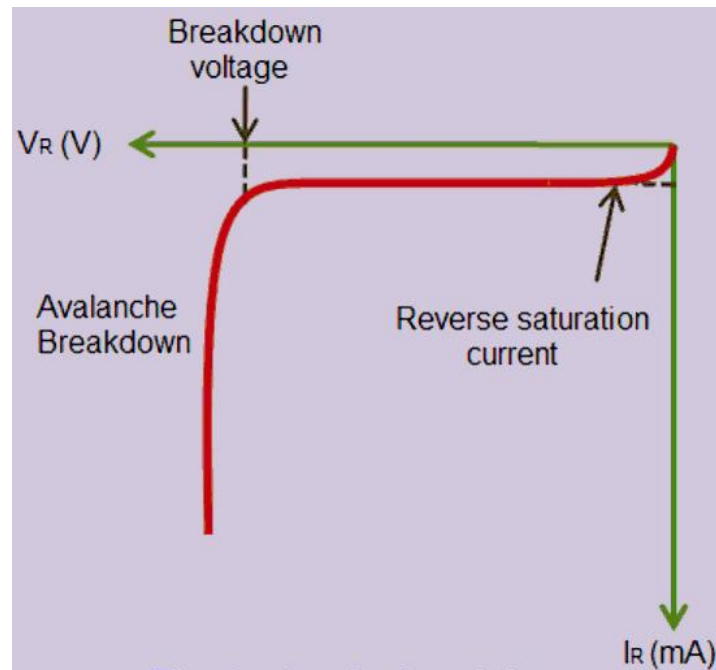 Breakdown
voltage
VR (V)
Avalanche
Breakdown
Reverse saturation
current
IR (mA)